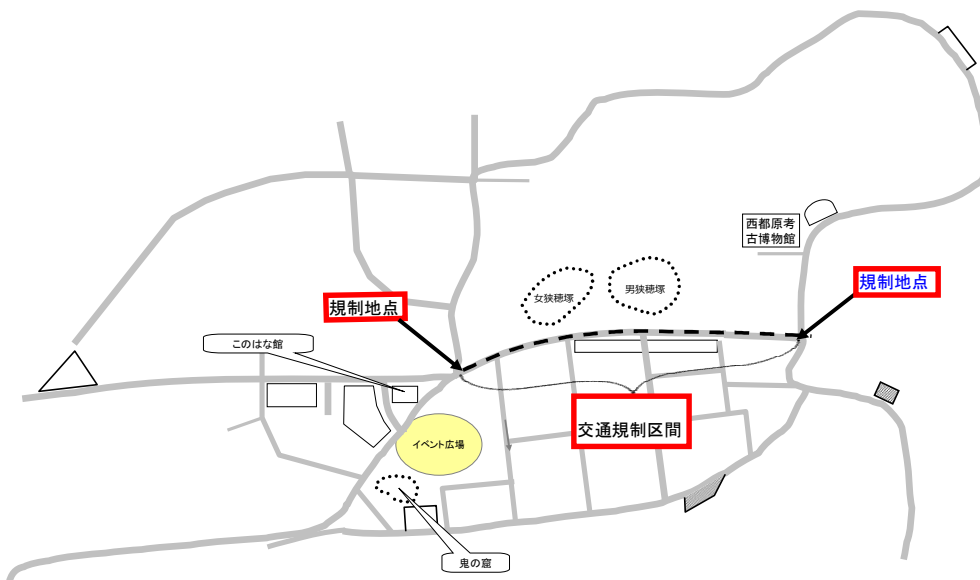 西都原考
古博物館
規制地点
女狭穂塚
男狭穂塚
規制地点
このはな館
交通規制区間
イベント広場
鬼の窟